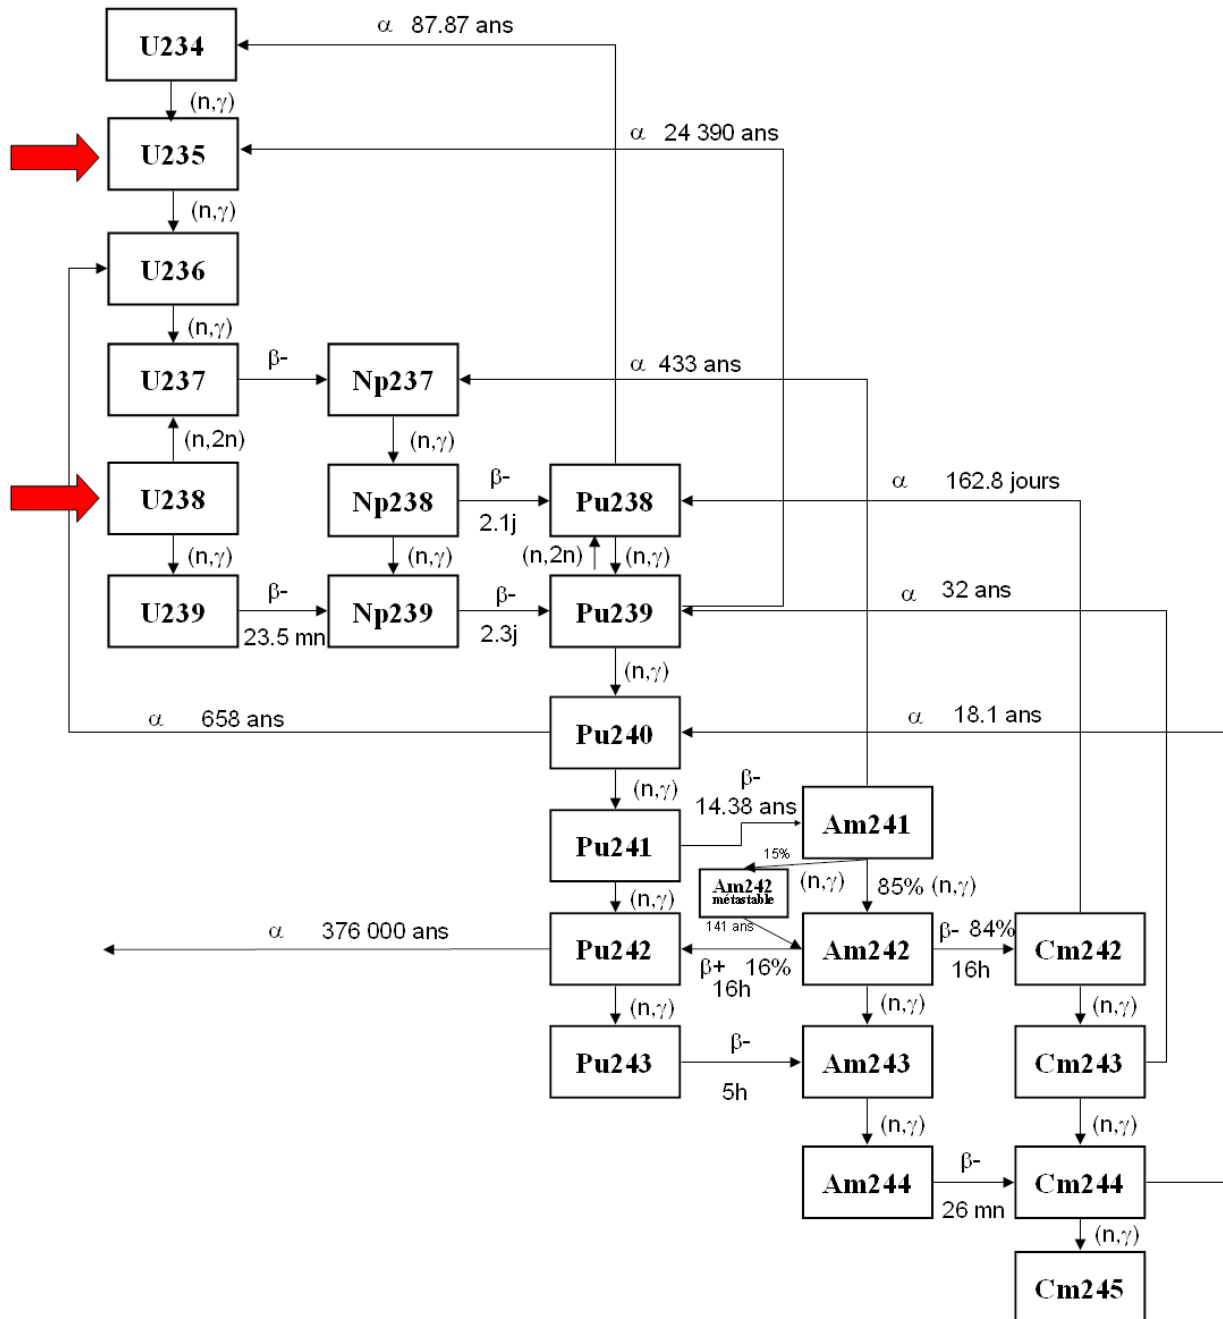 α 87.87 ans
U234
(n,γ)
α 24 390 ans
U235
(n,γ)
U236
(n,γ)
β-
α 433 ans
U237
Np237
(n,2n)
(n,γ)
β-
α 162.8 jours
U238
Np238
Pu238
2.1j
(n,γ)
(n,γ)
(n,2n)
(n,γ)
β-
β-
α 32 ans
U239
Np239
Pu239
23.5 mn
2.3j
(n,γ)
α 658 ans
α 18.1 ans
Pu240
(n,γ)
β-
14.38 ans
Am241
Pu241
15%
(n,γ)
85% (n,γ)
Am242
métastable
(n,γ)
141 ans
α 376 000 ans
Pu242
β+ 16%
16h
Am242
β- 84%
16h
Cm242
(n,γ)
(n,γ)
(n,γ)
Pu243
β-
5h
Am243
Cm243
(n,γ)
(n,γ)
Am244
β-
26 mn
Cm244
(n,γ)
Cm245